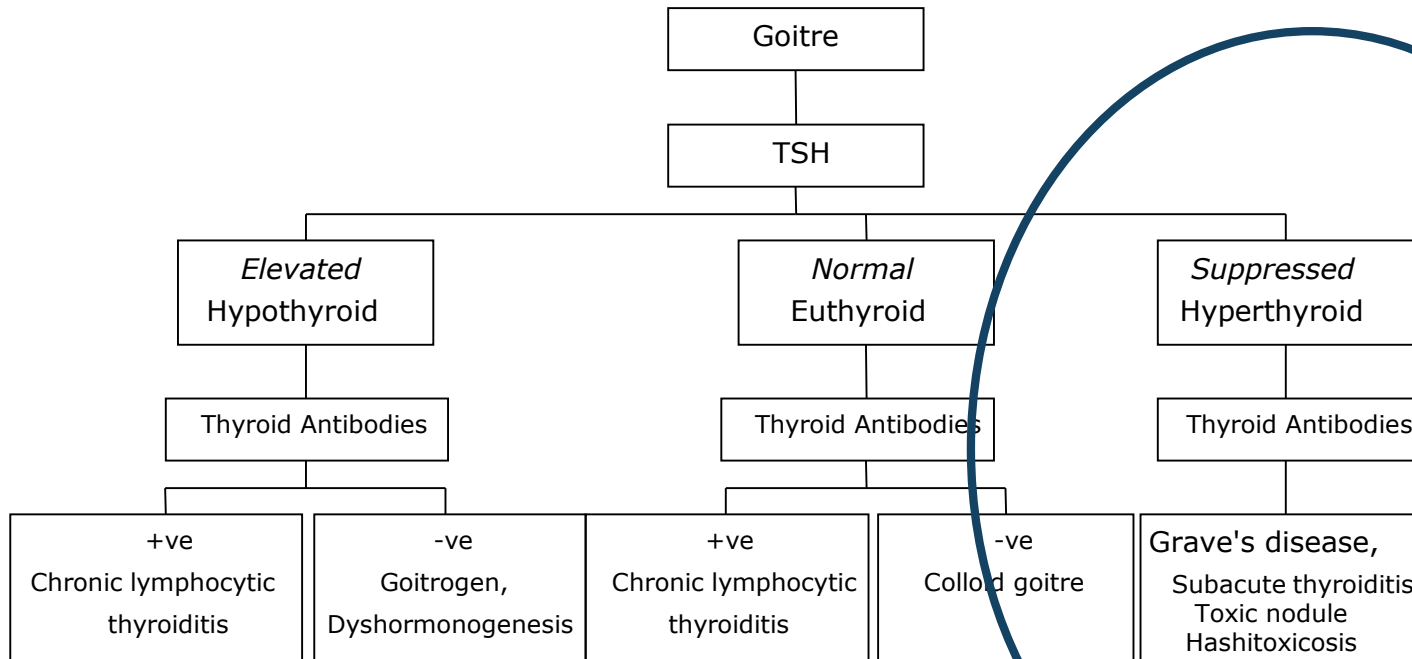 Goitre
TSH
Elevated
Hypothyroid
Normal
Euthyroid
Suppressed
Hyperthyroid
Thyroid Antibodies
Thyroid Antibodies
Thyroid Antibodies
+ve
Chronic lymphocytic
thyroiditis
-ve
Goitrogen,
Dyshormonogenesis
+ve
Chronic lymphocytic
thyroiditis
-ve
Colloid goitre
Grave's disease,
Subacute thyroiditis
Toxic nodule
Hashitoxicosis